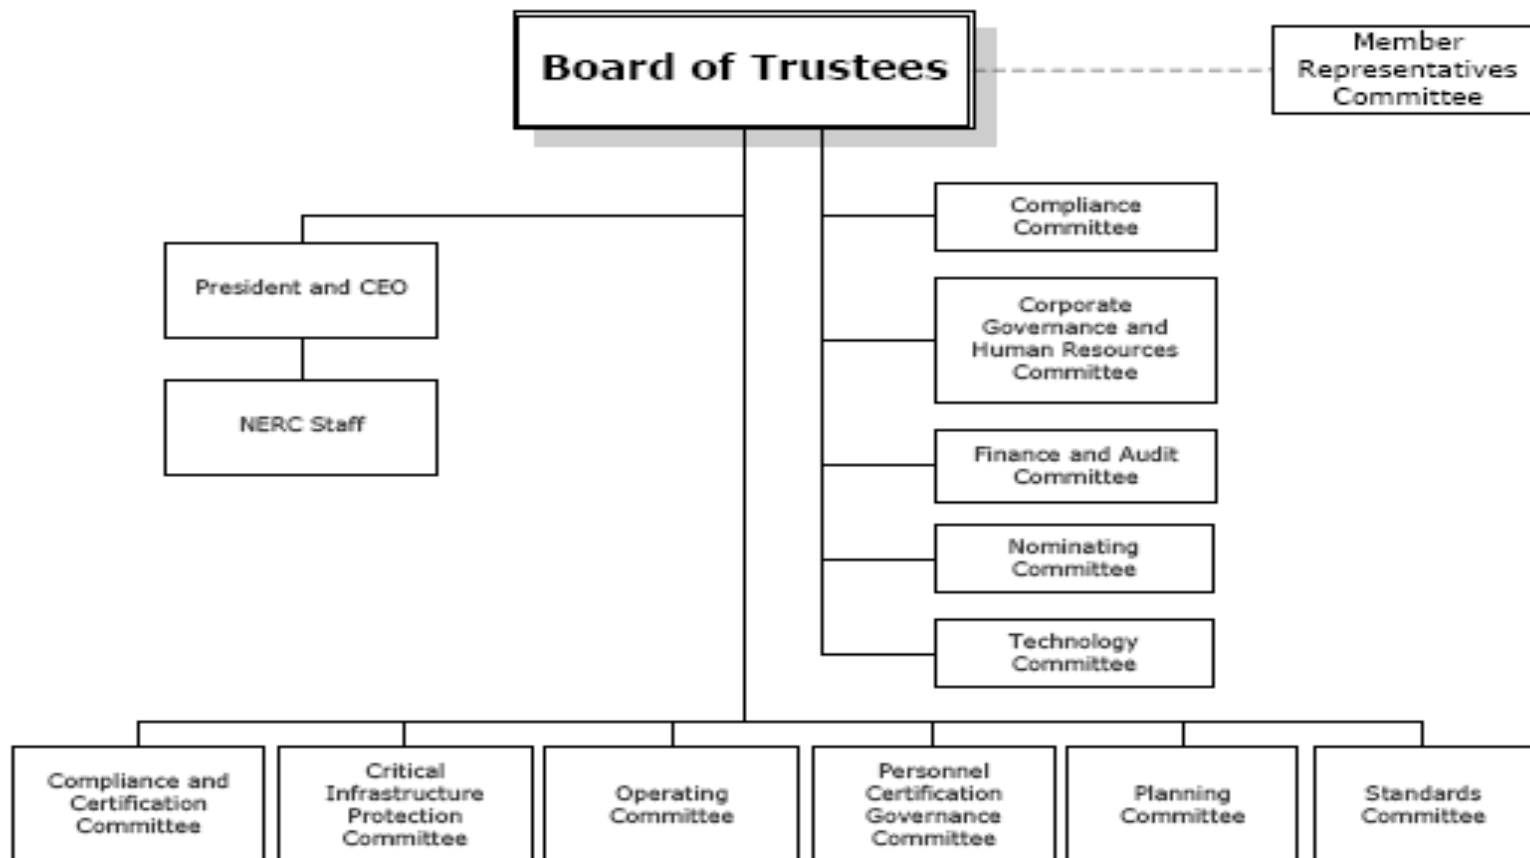 Board of Trustees
Member
Representatives
Committee
Compliance
Committee
President and CEO
Corporate
Governance and
Human Resources
Committee
NERC Staff
Finance and Audit
Committee
Nominating
Committee
Technology
Committee
Compliance and
Certification
Committee
Critical
Infrastructure
Protection
Committee
Operating
Committee
Personnel
Certification
Governance
Committee
Planning
Committee
Standards
Committee